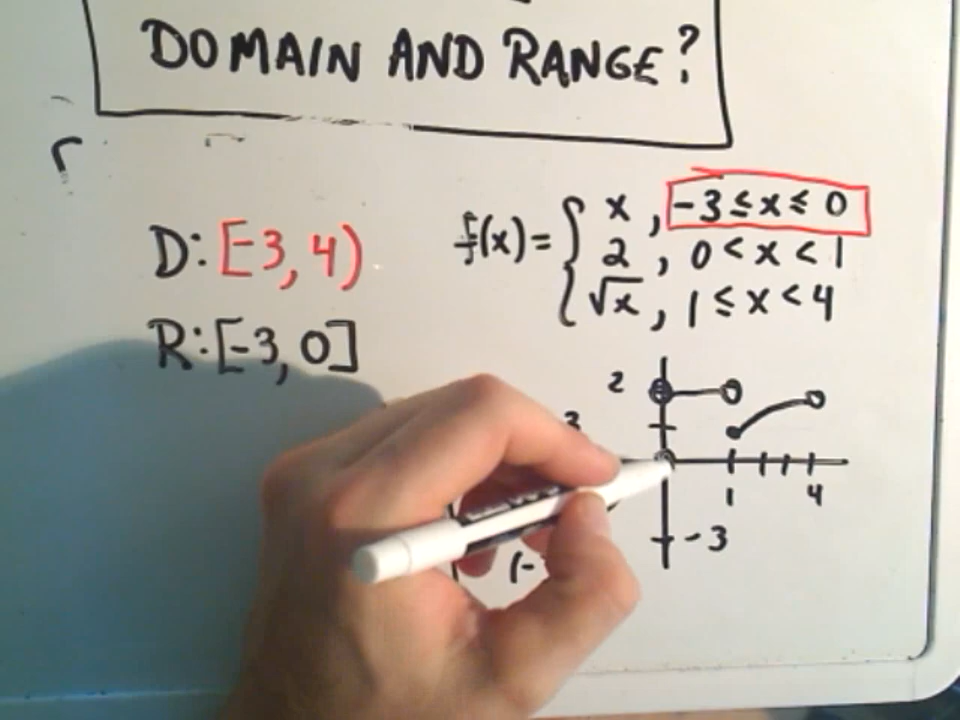 DOMAIN AND RANGE?
D: [-3, 4)
R: [-3, 0]
f(x) = { x , -3 ≤ x ≤ 0
2 , 0 < x < 1
√x , 1 ≤ x < 4
2
3
1 4
-3
(-